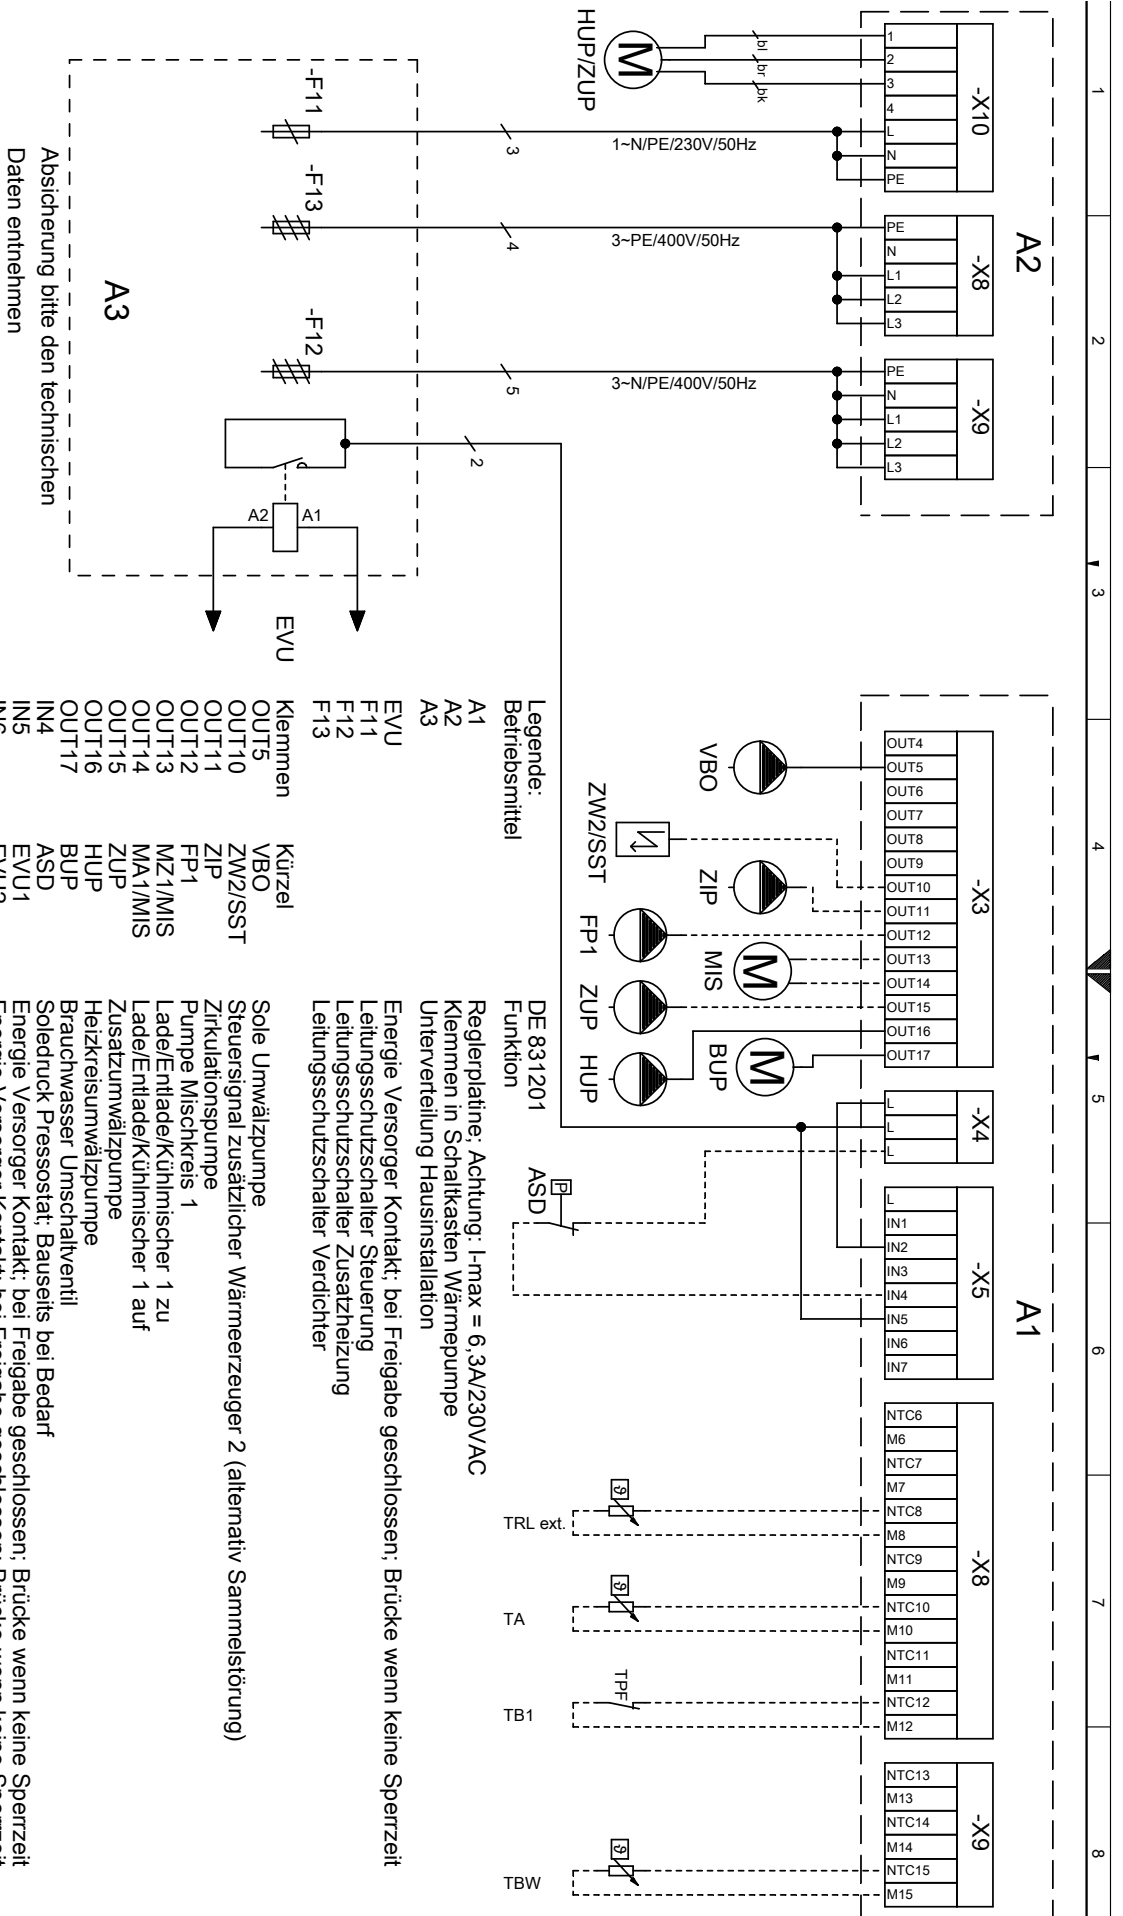 1
2
3
4
5
6
7
8
A2
-X10
1
2
3
4
L
N
PE
-X8
PE
N
L1
L2
L3
-X9
PE
N
L1
L2
L3
bl
br
bk
M
HUP/ZUP
3
1~N/PE/230V/50Hz
4
3~PE/400V/50Hz
5
3~N/PE/400V/50Hz
2
-F11
-F13
-F12
A2
A1
EVU
A3
Absicherung bitte den technischen
Daten entnehmen
A1
-X3
OUT4
OUT5
OUT6
OUT7
OUT8
OUT9
OUT10
OUT11
OUT12
OUT13
OUT14
OUT15
OUT16
OUT17
-X4
L
L
L
-X5
L
IN1
IN2
IN3
IN4
IN5
IN6
IN7
-X8
NTC6
M6
NTC7
M7
NTC8
M8
NTC9
M9
NTC10
M10
NTC11
M11
NTC12
M12
-X9
NTC13
M13
NTC14
M14
NTC15
M15
VBO
ZW2/SST
ZIP
FP1
M
MIS
ZUP
HUP
M
BUP
P
ASD
ϑ
TRL ext.
ϑ
TA
TPF
TB1
ϑ
TBW
Legende: DE 831201
Betriebsmittel Funktion
A1 Reglerplatine; Achtung: I-max = 6,3A/230VAC
A2 Klemmen in Schaltkasten Wärmepumpe
A3 Unterverteilung Hausinstallation
EVU Energie Versorger Kontakt; bei Freigabe geschlossen; Brücke wenn keine Sperrzeit
F11 Leitungsschutzschalter Steuerung
F12 Leitungsschutzschalter Zusatzheizung
F13 Leitungsschutzschalter Verdichter
Klemmen Kürzel
OUT5 VBO Sole Umwälzpumpe
OUT10 ZW2/SST Steuersignal zusätzlicher Wärmeerzeuger 2 (alternativ Sammelstörung)
OUT11 ZIP Zirkulationspumpe
OUT12 FP1 Pumpe Mischkreis 1
OUT13 MZ1/MIS Lade/Entlade/Kühlmischer 1 zu
OUT14 MA1/MIS Lade/Entlade/Kühlmischer 1 auf
OUT15 ZUP Zusatzumwälzpumpe
OUT16 HUP Heizkreisumwälzpumpe
OUT17 BUP Brauchwasser Umschaltventil
IN4 ASD Soledruck Pressostat; Bauseits bei Bedarf
IN5 EVU1 Energie Versorger Kontakt; bei Freigabe geschlossen; Brücke wenn keine Sperrzeit